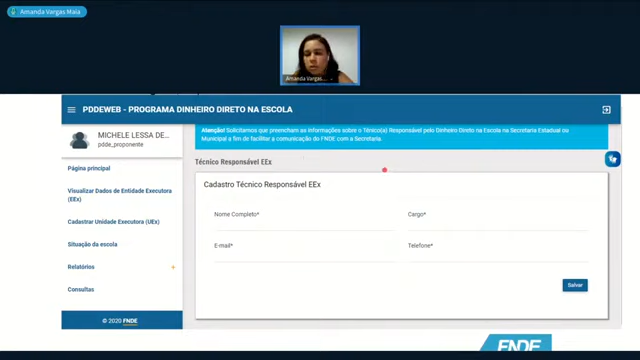 Amanda Vargas Maia
Amanda Vargas...
PDDEWEB - PROGRAMA DINHEIRO DIRETO NA ESCOLA
MICHELE LESSA DE...
pdde_proponente
Página principal
Visualizar Dados de Entidade Executora
(EEx)
Cadastrar Unidade Executora (UEx)
Situação da escola
Relatórios +
Consultas
© 2020 FNDE
Atenção! Solicitamos que preencham as informações sobre o Técnico(a) Responsável pelo Dinheiro Direto na Escola na Secretaria Estadual ou
Municipal a fim de facilitar a comunicação do FNDE com a Secretaria.
Técnico Responsável EEx
Cadastro Técnico Responsável EEx
Nome Completo*
Cargo*
E-mail*
Telefone*
Salvar
FNDE